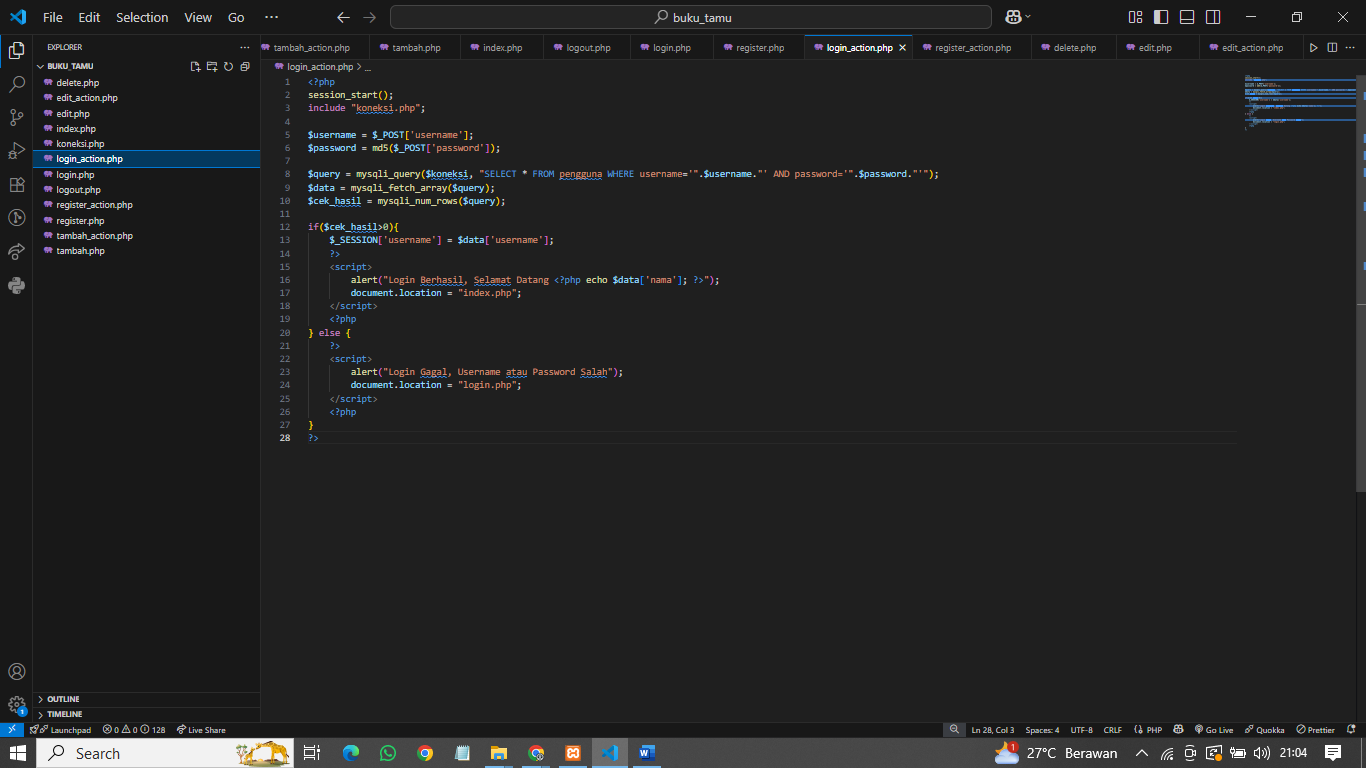 File Edit Selection View Go ··· buku_tamu
EXPLORER ···
BUKU_TAMU
delete.php
edit_action.php
edit.php
index.php
koneksi.php
login_action.php
login.php
logout.php
register_action.php
register.php
tambah_action.php
tambah.php
OUTLINE
TIMELINE
tambah_action.php tambah.php index.php logout.php login.php register.php login_action.php register_action.php delete.php edit.php edit_action.php ···
login_action.php > ...
1 <?php
2 session_start();
3 include "koneksi.php";
4
5 $username = $_POST['username'];
6 $password = md5($_POST['password']);
7
8 $query = mysqli_query($koneksi, "SELECT * FROM pengguna WHERE username='".$username."' AND password='".$password."'");
9 $data = mysqli_fetch_array($query);
10 $cek_hasil = mysqli_num_rows($query);
11
12 if($cek_hasil>0){
13 $_SESSION['username'] = $data['username'];
14 ?>
15 <script>
16 alert("Login Berhasil, Selamat Datang <?php echo $data['nama']; ?>");
17 document.location = "index.php";
18 </script>
19 <?php
20 } else {
21 ?>
22 <script>
23 alert("Login Gagal, Username atau Password Salah");
24 document.location = "login.php";
25 </script>
26 <?php
27 }
28 ?>
1
Launchpad 0 0 128 Live Share Ln 28, Col 3 Spaces: 4 UTF-8 CRLF PHP Go Live Quokka Prettier
Search 1 27°C Berawan 21:04